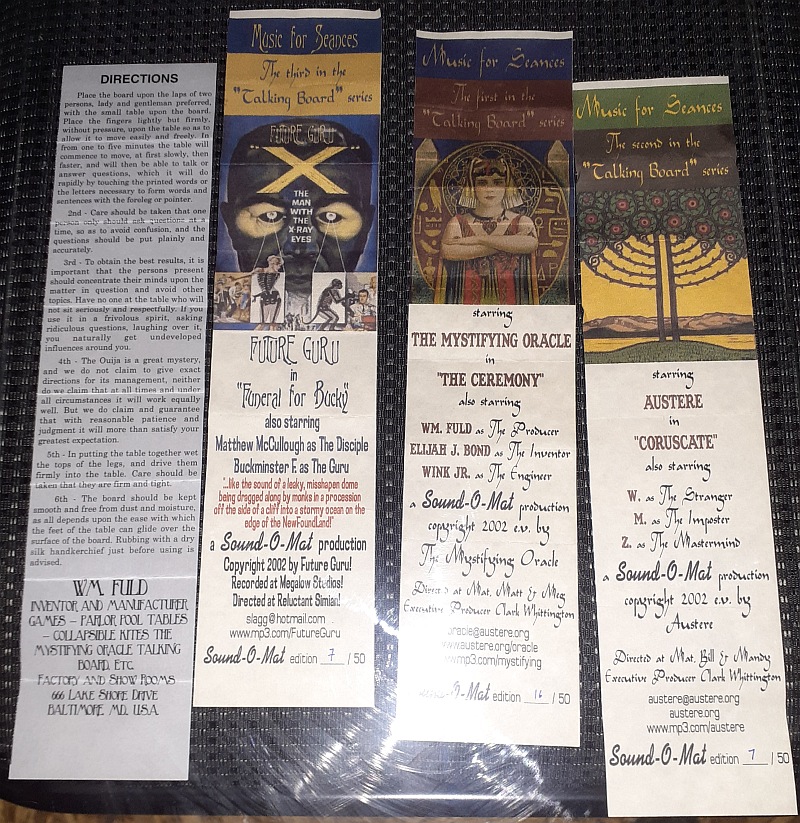 DIRECTIONS
Place the board upon the laps of two
persons, lady and gentleman preferred,
with the small table upon the board.
Place the fingers lightly but firmly,
without pressure, upon the table so as to
allow it to move easily and freely. In
from one to five minutes the table will
commence to move, at first slowly, then
faster, and will then be able to talk or
answer questions, which it will do
rapidly by touching the printed words or
the letters necessary to form words and
sentences with the foreleg or pointer.
2nd - Care should be taken that one
person only should ask questions at a
time, so as to avoid confusion, and the
questions should be put plainly and
accurately.
3rd - To obtain the best results, it is
important that the persons present
should concentrate their minds upon the
matter in question and avoid other
topics. Have no one at the table who will
not sit seriously and respectfully. If you
use it in a frivolous spirit, asking
ridiculous questions, laughing over it,
you naturally get undeveloped
influences around you.
4th - The Ouija is a great mystery,
and we do not claim to give exact
directions for its management, neither
do we claim that at all times and under
all circumstances it will work equally
well. But we do claim and guarantee
that with reasonable patience and
judgment it will more than satisfy your
greatest expectation.
5th - In putting the table together wet
the tops of the legs, and drive them
firmly into the table. Care should be
taken that they are firm and tight.
6th - The board should be kept
smooth and free from dust and moisture,
as all depends upon the ease with which
the feet of the table can glide over the
surface of the board. Rubbing with a dry
silk handkerchief just before using is
advised.
WM. FULD
INVENTOR AND MANUFACTURER
GAMES – PARLOR POOL TABLES
– COLLAPSIBLE KITES THE
MYSTIFYING ORACLE TALKING
BOARD, ETC.
FACTORY AND SHOW ROOMS
666 LAKE SHORE DRIVE
BALTIMORE MD. U.S.A.
Music for Seances
The third in the
"Talking Board" series
FUTURE GURU
"X"
THE
MAN
WITH
THE
X-RAY
EYES
FUTURE GURU
in
"Funeral for Bucky"
also starring
Matthew McCullough as The Disciple
Buckminster F. as The Guru
"...like the sound of a leaky, misshapen dome
being dragged along by monks in a procession
off the side of a cliff into a stormy ocean on the
edge of the NewFoundLand!"
a Sound-O-Mat production
Copyright 2002 by Future Guru!
Recorded at Megalow Studios!
Directed at Reluctant Simian!
slagg@hotmail.com
www.mp3.com/FutureGuru
Sound-O-Mat edition 7 / 50
Music for Seances
The first in the
"Talking Board" series
starring
THE MYSTIFYING ORACLE
in
"THE CEREMONY"
also starring
WM. FULD as The Producer
ELLIJAH J. BOND as The Inventor
WINK JR. as The Engineer
a Sound-O-Mat production
copyright 2002 e.v. by
The Mystifying Oracle
Directed at Mat, Matt & Meg
Executive Producer Clark Whittington
oracle@austere.org
www.austere.org/oracle
www.mp3.com/mystifying
Sound-O-Mat edition 16 / 50
Music for Seances
The second in the
"Talking Board" series
starring
AUSTERE
in
"CORUSCATE"
also starring
W. as The Stranger
M. as The Imposter
Z. as The Mastermind
a Sound-O-Mat production
copyright 2002 e.v. by
Austere
Directed at Mat, Bill & Mandy
Executive Producer Clark Whittington
austere@austere.org
austere.org
www.mp3.com/austere
Sound-O-Mat edition 7 / 50